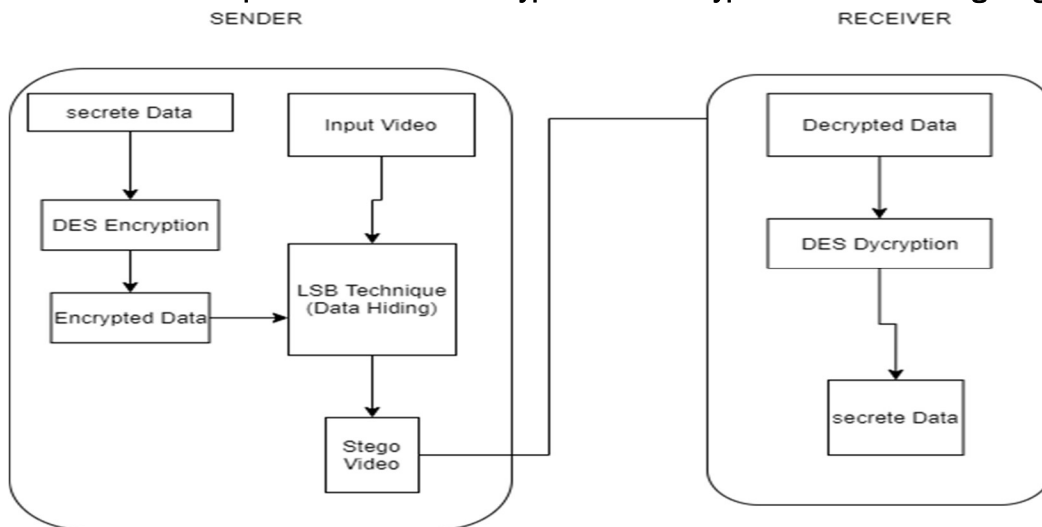 SENDER
RECEIVER
secrete Data
Input Video
DES Encryption
LSB Technique
(Data Hiding)
Encrypted Data
Stego
Video
Decrypted Data
DES Dycryption
secrete Data